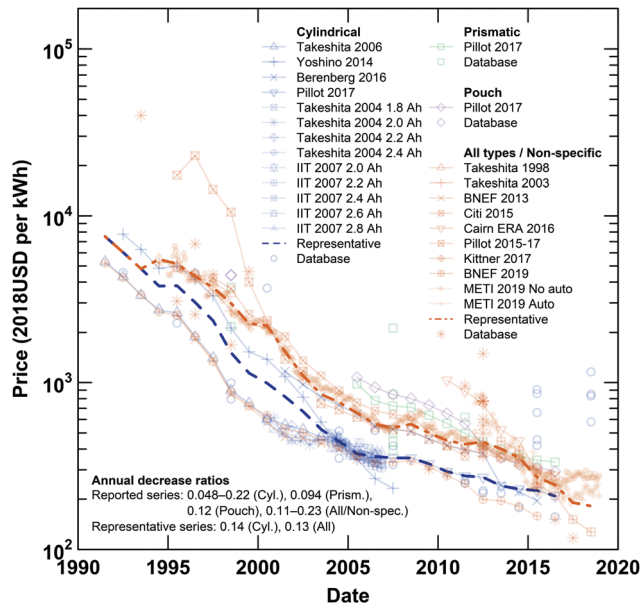 Price (2018USD per kWh)
10^5
10^4
10^3
10^2
Cylindrical
Takeshita 2006
Yoshino 2014
Berenberg 2016
Pillot 2017
Takeshita 2004 1.8 Ah
Takeshita 2004 2.0 Ah
Takeshita 2004 2.2 Ah
Takeshita 2004 2.4 Ah
IIT 2007 2.0 Ah
IIT 2007 2.2 Ah
IIT 2007 2.4 Ah
IIT 2007 2.6 Ah
IIT 2007 2.8 Ah
Representative
Database
Prismatic
Pillot 2017
Database
Pouch
Pillot 2017
Database
All types / Non-specific
Takeshita 1998
Takeshita 2003
BNEF 2013
Citi 2015
Cairn ERA 2016
Pillot 2015-17
Kittner 2017
BNEF 2019
METI 2019 No auto
METI 2019 Auto
Representative
Database
Annual decrease ratios
Reported series: 0.048–0.22 (Cyl.), 0.094 (Prism.),
0.12 (Pouch), 0.11–0.23 (All/Non-spec.)
Representative series: 0.14 (Cyl.), 0.13 (All)
1990 1995 2000 2005 2010 2015 2020
Date